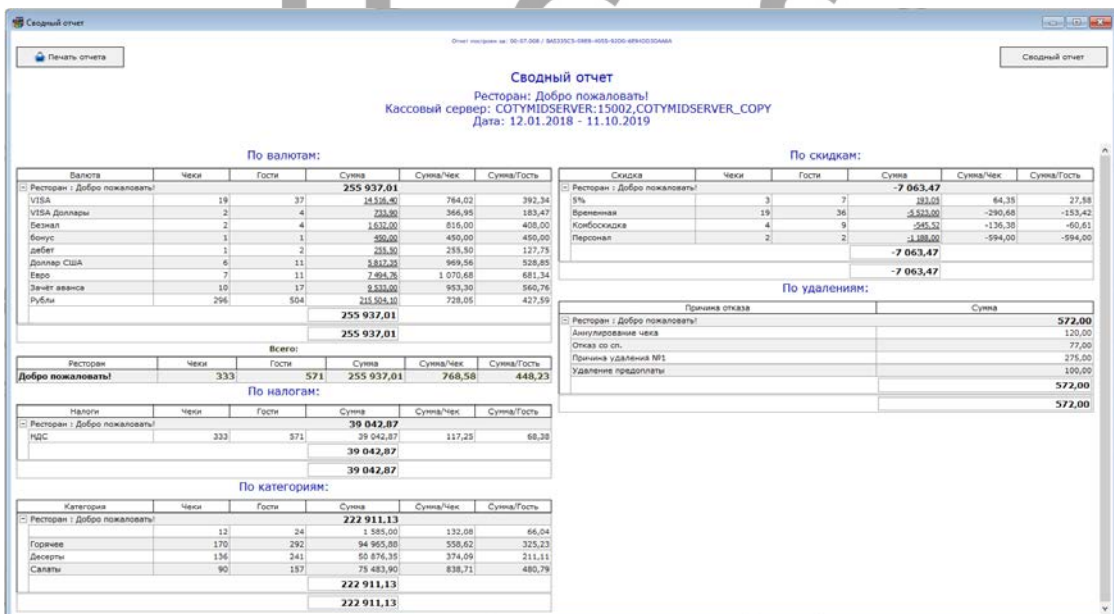 Сводный отчет
Печать отчета
Сводный отчет
Сводный отчет
Ресторан: Добро пожаловать!
Кассовый сервер: COTYMIDSERVER:15002,COTYMIDSERVER_COPY
Дата: 12.01.2018 - 11.10.2019
По валютам:
Валюта Чеки Гости Сумма Сумма/Чек Сумма/Гость
Ресторан : Добро пожаловать! 255 937,01
VISA 19 37 14 516,40 764,02 392,34
VISA Доллары 2 4 733,90 366,95 183,47
Безнал 2 4 1 632,00 816,00 408,00
бонус 1 1 450,00 450,00 450,00
дебет 1 2 255,50 255,50 127,75
Доллар США 6 11 5 817,35 969,56 528,85
Евро 7 11 7 494,76 1 070,68 681,34
Зачёт аванса 10 17 9 533,00 953,30 560,76
Рубли 296 504 215 504,10 728,05 427,59
255 937,01
255 937,01
Всего:
Ресторан Чеки Гости Сумма Сумма/Чек Сумма/Гость
Добро пожаловать! 333 571 255 937,01 768,58 448,23
По налогам:
Налоги Чеки Гости Сумма Сумма/Чек Сумма/Гость
Ресторан : Добро пожаловать! 39 042,87
НДС 333 571 39 042,87 117,25 68,38
39 042,87
39 042,87
По категориям:
Категория Чеки Гости Сумма Сумма/Чек Сумма/Гость
Ресторан : Добро пожаловать! 222 911,13
12 24 1 585,00 132,08 66,04
Горячее 170 292 94 965,88 558,62 325,23
Десерты 136 241 50 876,35 374,09 211,11
Салаты 90 157 75 483,90 838,71 480,79
222 911,13
222 911,13
По скидкам:
Скидка Чеки Гости Сумма Сумма/Чек Сумма/Гость
Ресторан : Добро пожаловать! -7 063,47
5% 3 7 193,05 64,35 27,58
Временная 19 36 -5 523,00 -290,68 -153,42
Комбоскидка 4 9 -545,52 -136,38 -60,61
Персонал 2 2 -1 188,00 -594,00 -594,00
-7 063,47
-7 063,47
По удалениям:
Причина отказа Сумма
Ресторан : Добро пожаловать! 572,00
Аннулирование чека 120,00
Отказ со сп. 77,00
Причина удаления №1 275,00
Удаление предоплаты 100,00
572,00
572,00